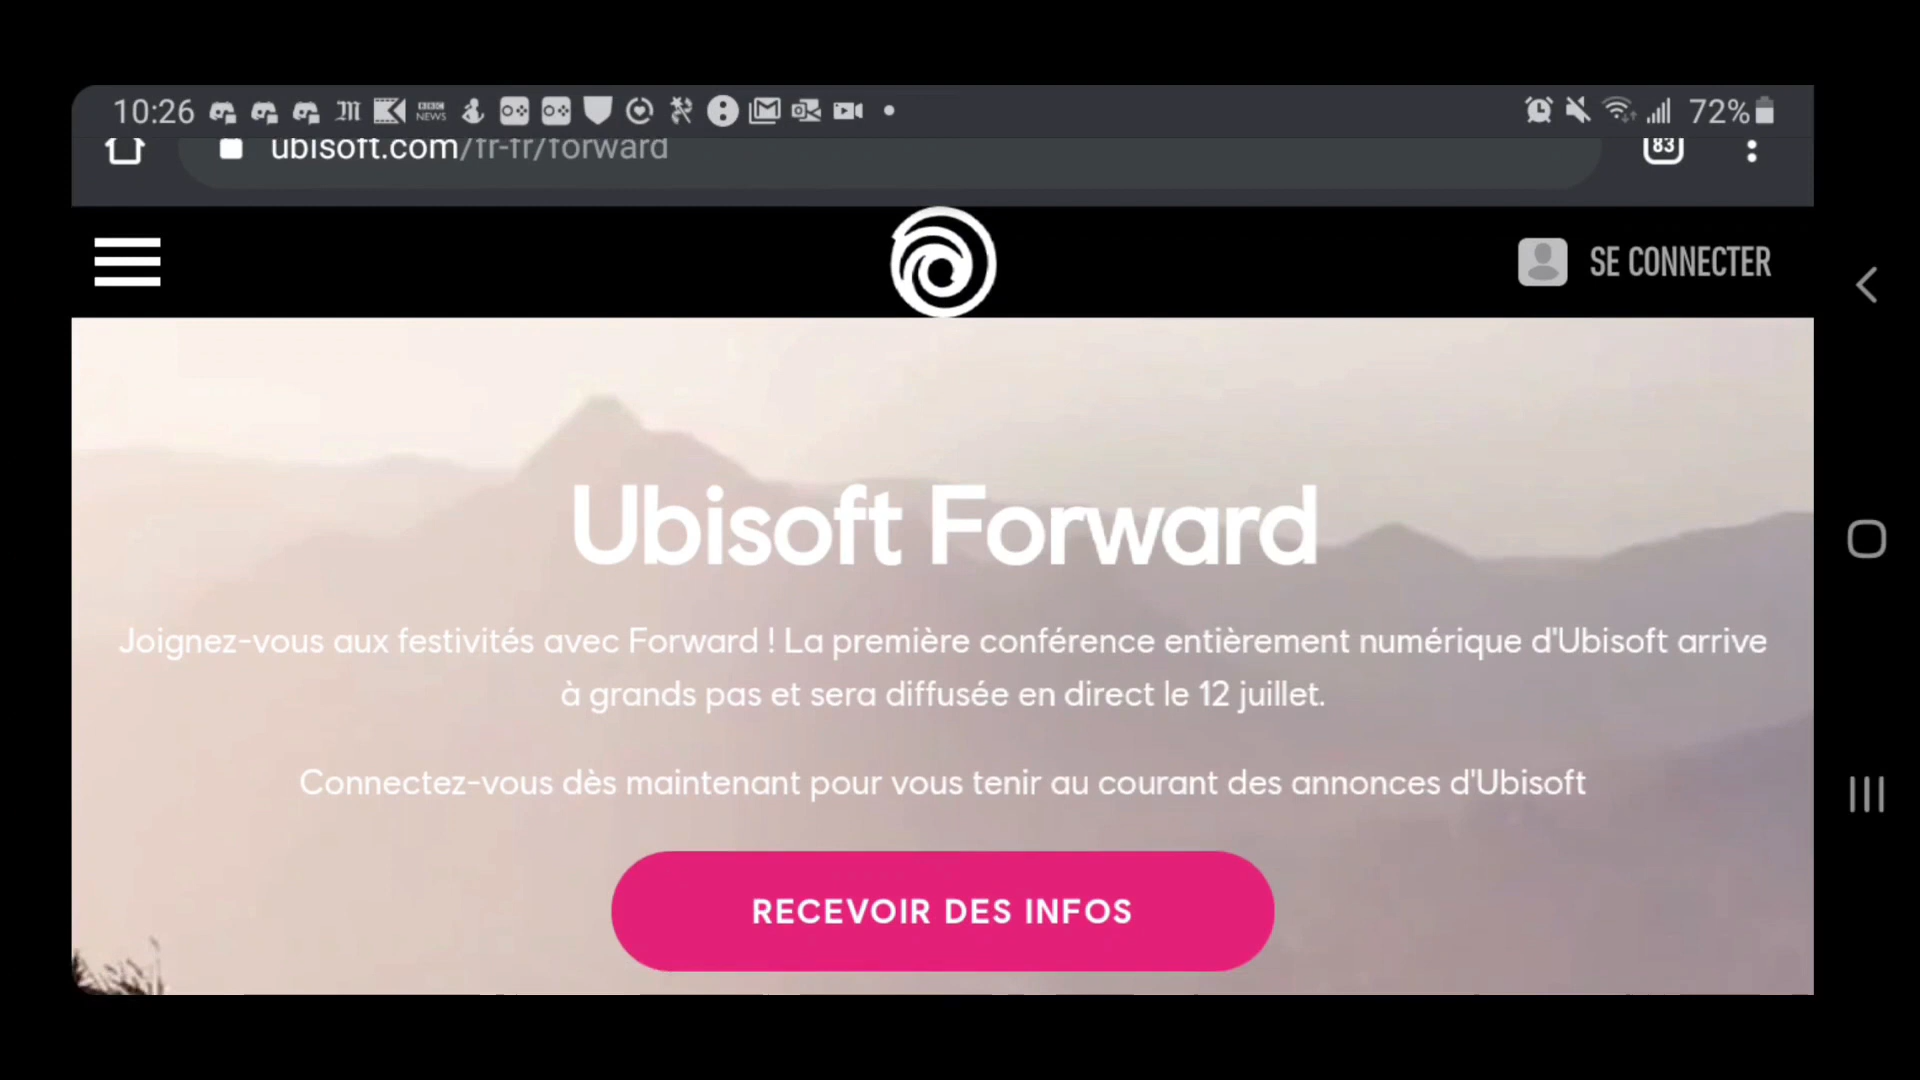 10:26 BBC NEWS 72%
ubisoft.com/fr-fr/forward 83
SE CONNECTER
Ubisoft Forward
Joignez-vous aux festivités avec Forward ! La première conférence entièrement numérique d'Ubisoft arrive
à grands pas et sera diffusée en direct le 12 juillet.
Connectez-vous dès maintenant pour vous tenir au courant des annonces d'Ubisoft
RECEVOIR DES INFOS